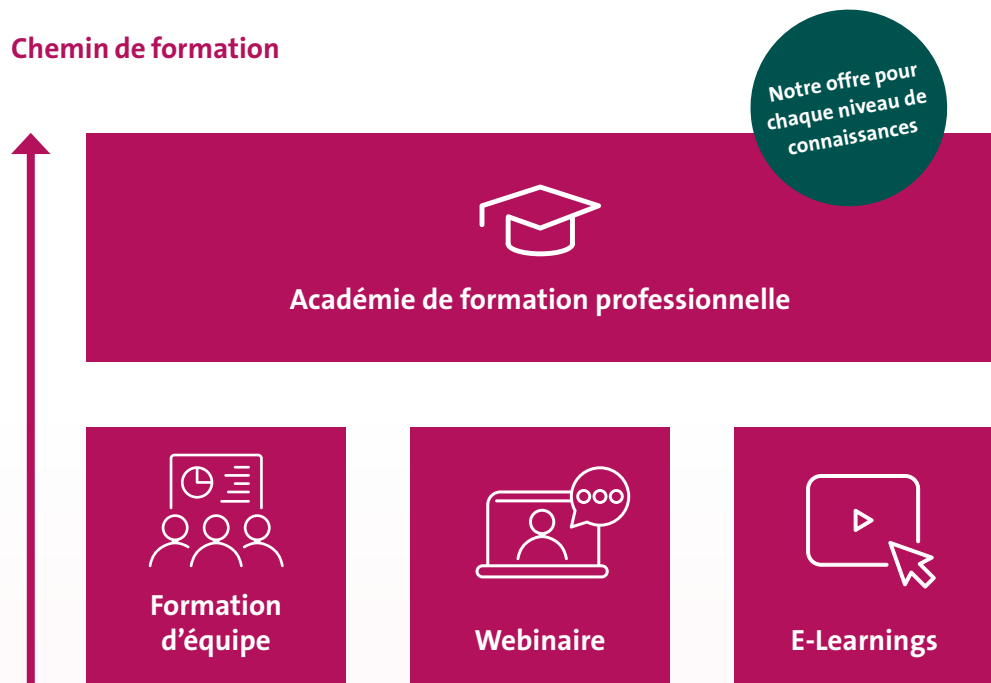 Chemin de formation
Notre offre pour
chaque niveau de
connaissances
Académie de formation professionnelle
Formation
d’équipe
Webinaire
E-Learnings